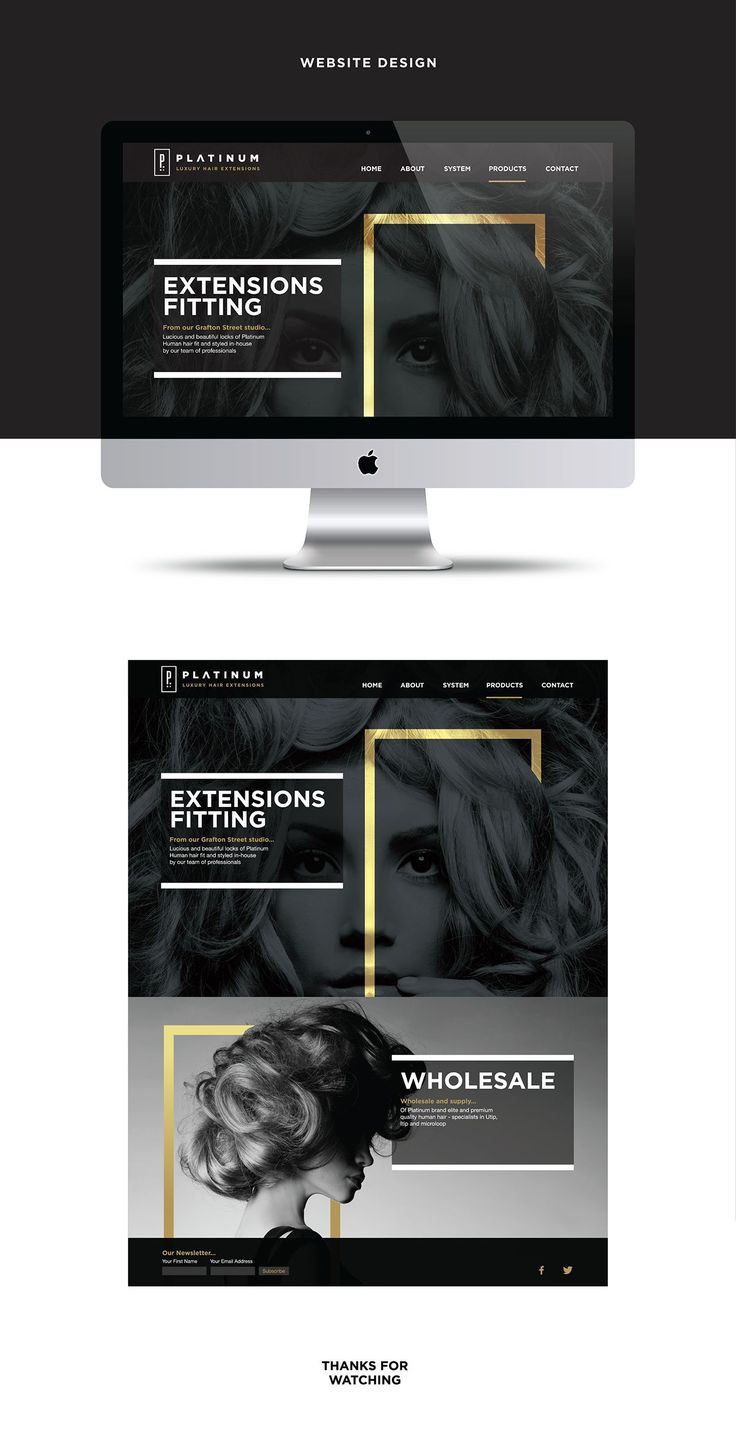 WEBSITE DESIGN
P.
PLATINUM
LUXURY HAIR EXTENSIONS
HOME ABOUT SYSTEM PRODUCTS CONTACT
EXTENSIONS
FITTING
From our Grafton Street studio...
Lucious and beautiful locks of Platinum
Human hair fit and styled in-house
by our team of professionals
P.
PLATINUM
LUXURY HAIR EXTENSIONS
HOME ABOUT SYSTEM PRODUCTS CONTACT
EXTENSIONS
FITTING
From our Grafton Street studio...
Lucious and beautiful locks of Platinum
Human hair fit and styled in-house
by our team of professionals
WHOLESALE
Wholesale and supply...
Of Platinum brand elite and premium
quality human hair - specialists in Utip,
Itip and microloop
Our Newsletter...
Your First Name Your Email Address
Subscribe
THANKS FOR
WATCHING